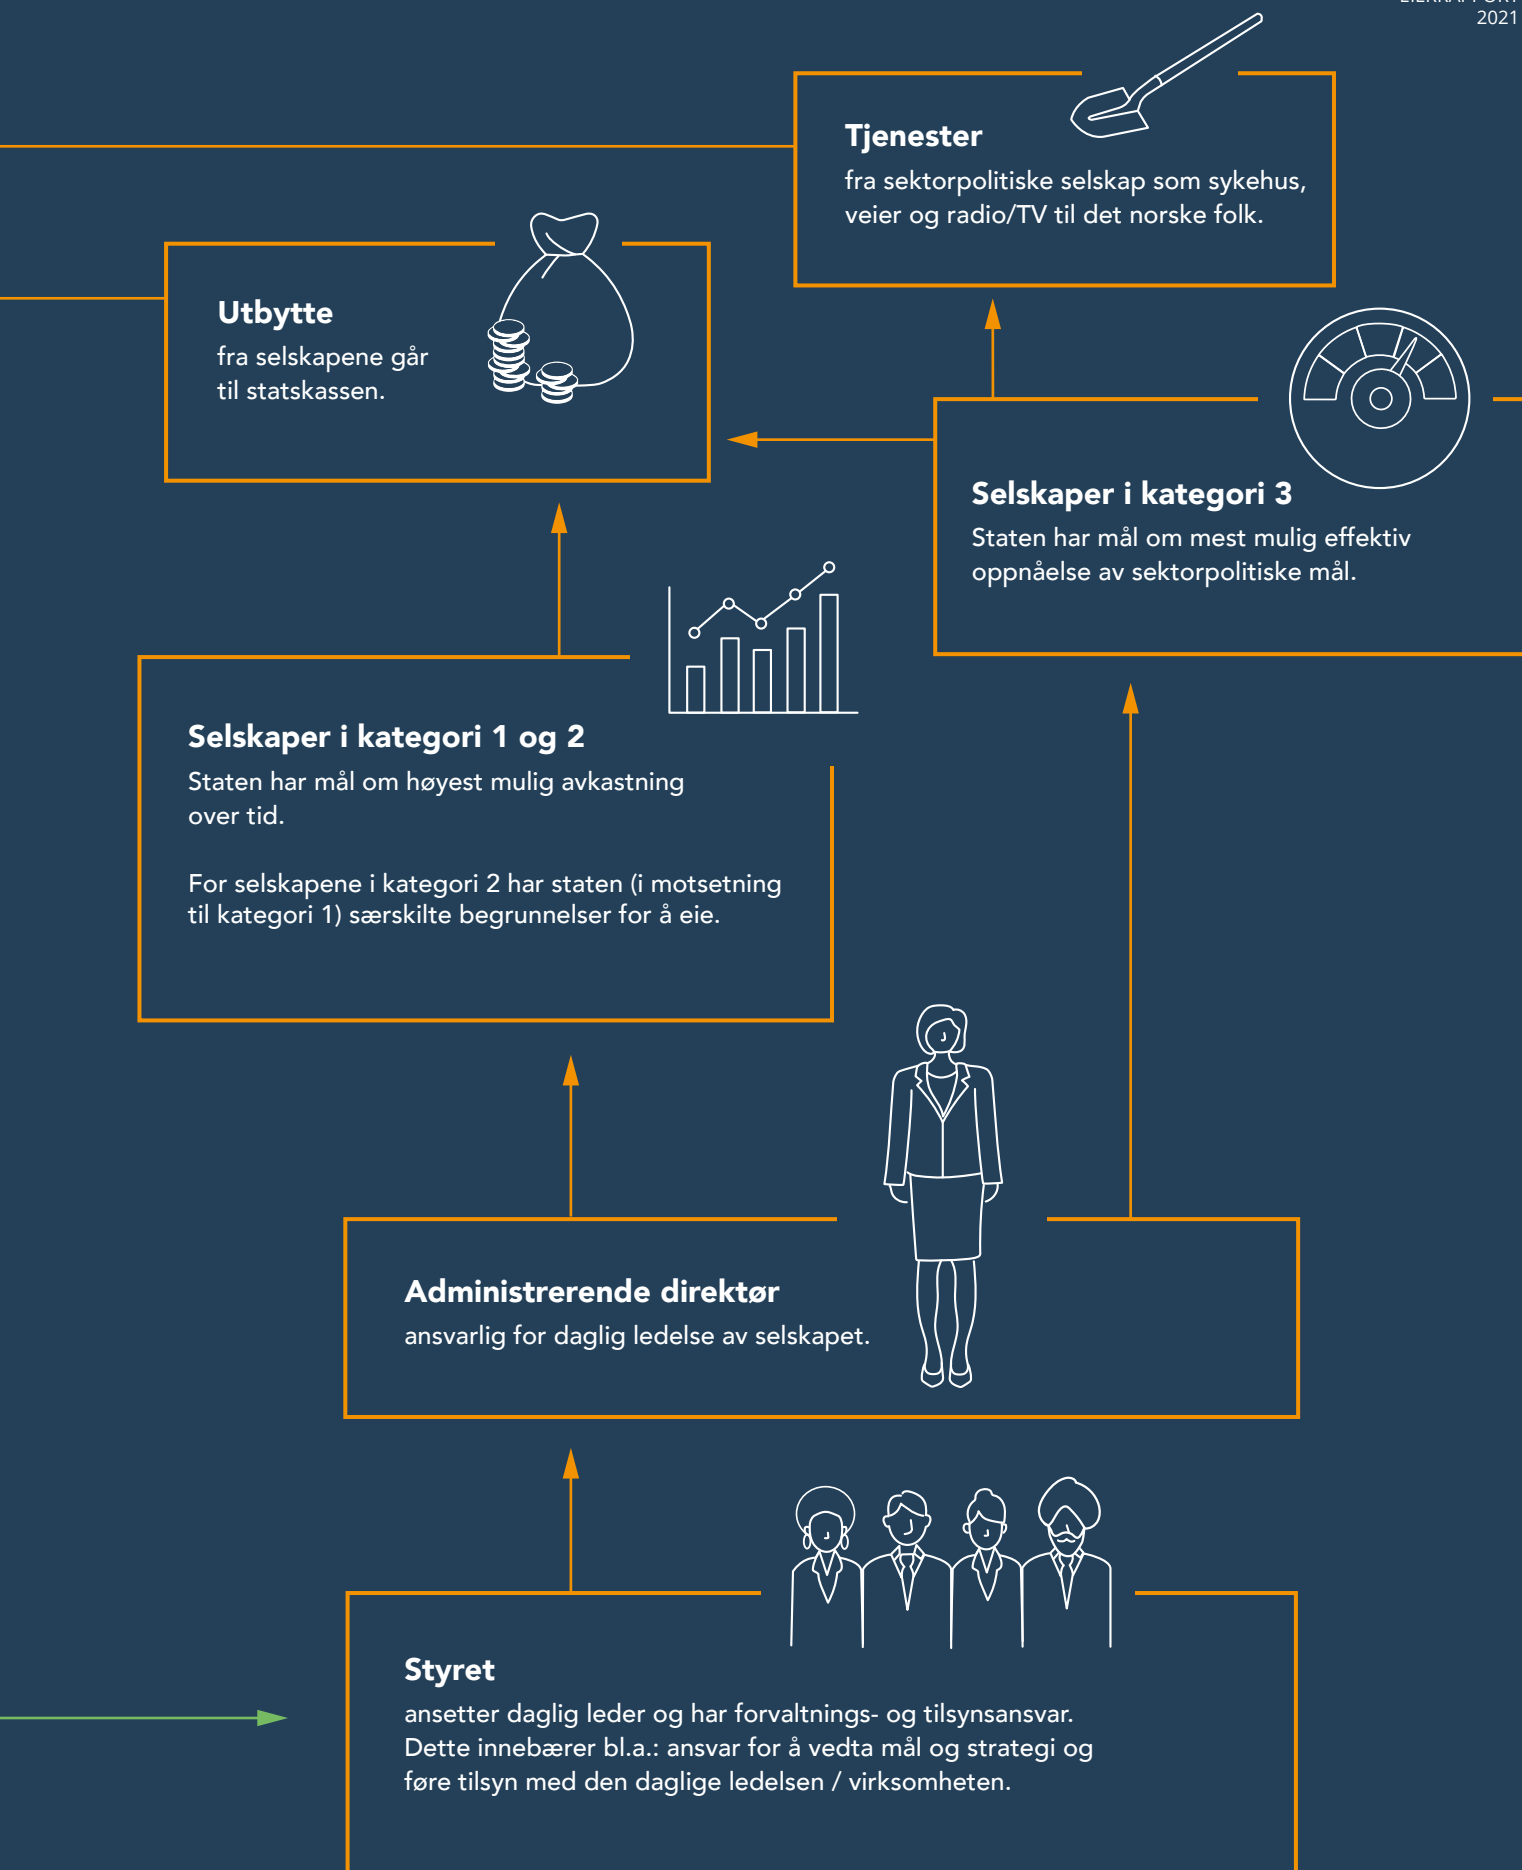 2021
Tjenester
fra sektorpolitiske selskap som sykehus,
veier og radio/TV til det norske folk.
Utbytte
fra selskapene går
til statskassen.
Selskaper i kategori 3
Staten har mål om mest mulig effektiv
oppnåelse av sektorpolitiske mål.
Selskaper i kategori 1 og 2
Staten har mål om høyest mulig avkastning
over tid.
For selskapene i kategori 2 har staten (i motsetning
til kategori 1) særskilte begrunnelser for å eie.
Administrerende direktør
ansvarlig for daglig ledelse av selskapet.
Styret
ansetter daglig leder og har forvaltnings- og tilsynsansvar.
Dette innebærer bl.a.: ansvar for å vedta mål og strategi og
føre tilsyn med den daglige ledelsen / virksomheten.